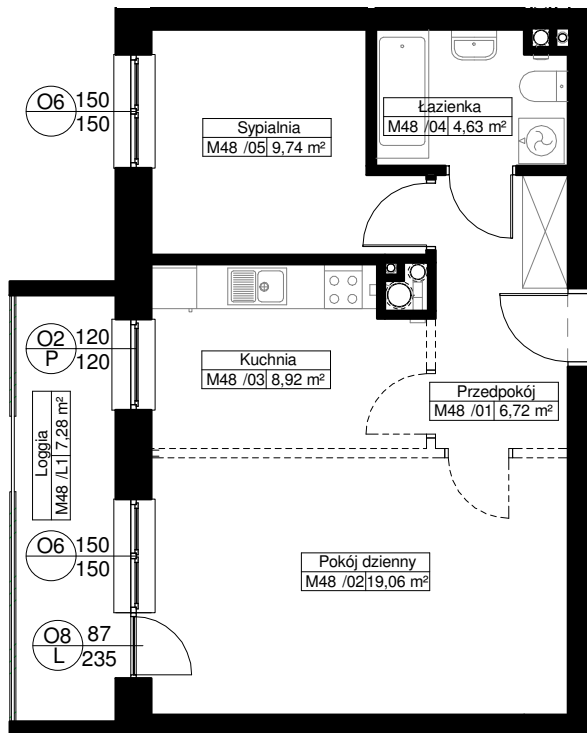 O6 150
150
Łazienka
M48 /04 4,63 m²
Sypialnia
M48 /05 9,74 m²
O2 120
P 120
Kuchnia
M48 /03 8,92 m²
Przedpokój
M48 /01 6,72 m²
Loggia
M48 /L1 7,28 m²
O6 150
150
Pokój dzienny
M48 /02 19,06 m²
O8 87
L 235